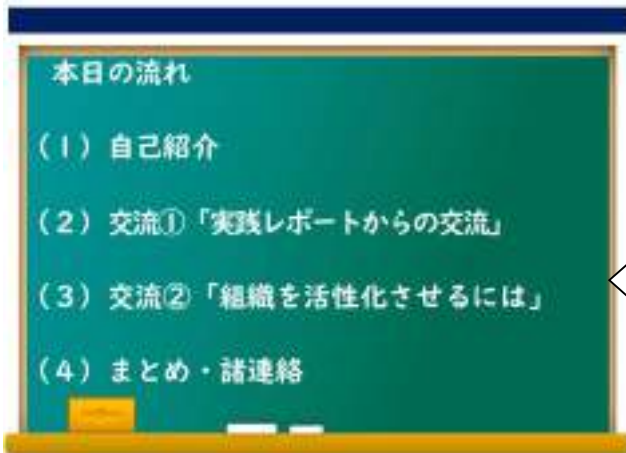 本日の流れ
(1) 自己紹介
(2) 交流①「実践レポートからの交流」
(3) 交流②「組織を活性化させるには」
(4) まとめ・諸連絡